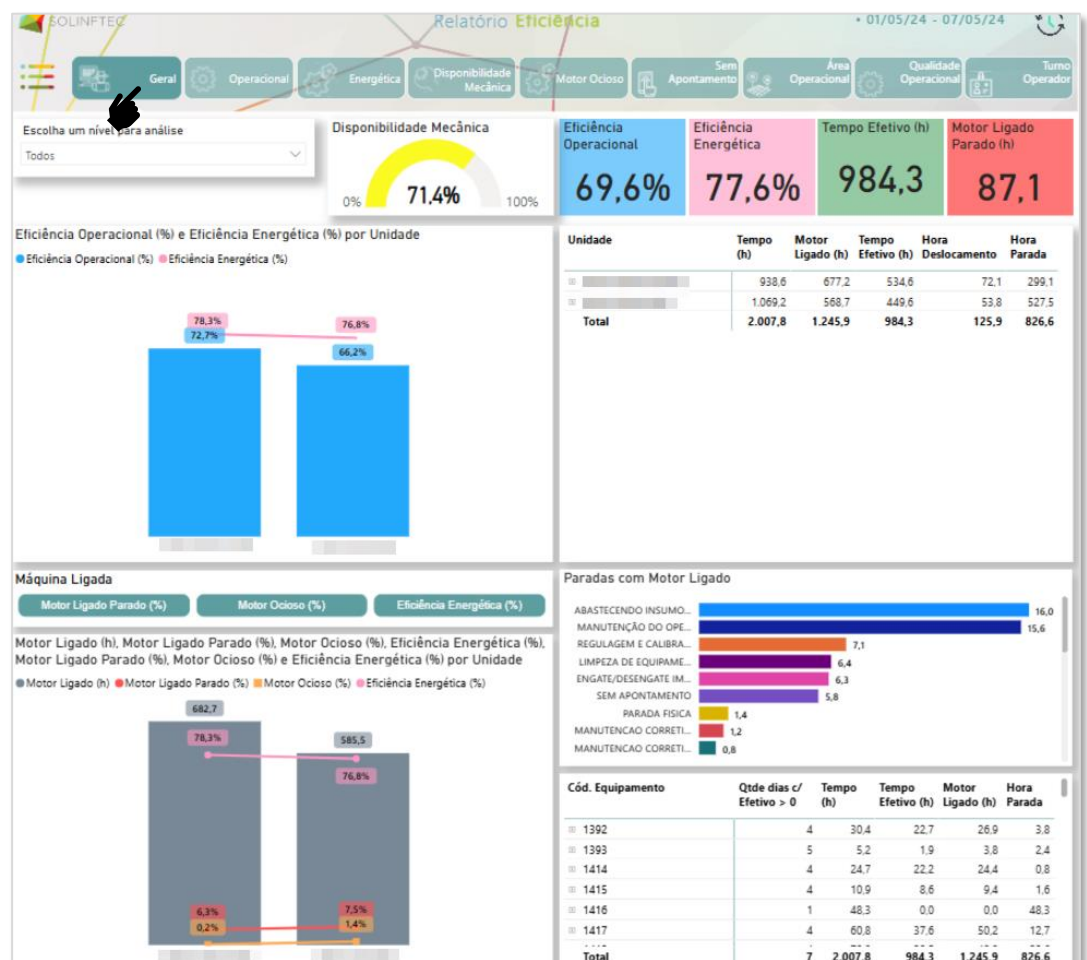 SOLINFTEC
Relatório Eficiência
• 01/05/24 - 07/05/24
Geral
Operacional
Energética
Disponibilidade
Mecânica
Motor Ocioso
Sem
Apontamento
Área
Operacional
Qualidade
Operacional
Turno
Operador
Escolha um nível para análise
Todos
Disponibilidade Mecânica
0%
71.4%
100%
Eficiência
Operacional
69,6%
Eficiência
Energética
77,6%
Tempo Efetivo (h)
984,3
Motor Ligado
Parado (h)
87,1
Eficiência Operacional (%) e Eficiência Energética (%) por Unidade
Eficiência Operacional (%) Eficiência Energética (%)
78,3%
72,7%
76,8%
66,2%
Unidade Tempo (h) Motor Ligado (h) Tempo Efetivo (h) Hora Deslocamento Hora Parada
938,6 677,2 534,6 72,1 299,1
1.069,2 568,7 449,6 53,8 527,5
Total 2.007,8 1.245,9 984,3 125,9 826,6
Máquina Ligada
Motor Ligado Parado (%) Motor Ocioso (%) Eficiência Energética (%)
Motor Ligado (h), Motor Ligado Parado (%), Motor Ocioso (%), Eficiência Energética (%),
Motor Ligado Parado (%), Motor Ocioso (%) e Eficiência Energética (%) por Unidade
Motor Ligado (h) Motor Ligado Parado (%) Motor Ocioso (%) Eficiência Energética (%)
682,7
78,3%
585,5
76,8%
6,3%
0,2%
7,5%
1,4%
Paradas com Motor Ligado
ABASTECENDO INSUMO... 16,0
MANUTENÇÃO DO OPE... 15,6
REGULAGEM E CALIBRA... 7,1
LIMPEZA DE EQUIPAME... 6,4
ENGATE/DESENGATE IM... 6,3
SEM APONTAMENTO 5,8
PARADA FISICA 1,4
MANUTENCAO CORRETI... 1,2
MANUTENCAO CORRETI... 0,8
Cód. Equipamento Qtde dias c/ Efetivo > 0 Tempo (h) Tempo Efetivo (h) Motor Ligado (h) Hora Parada
1392 4 30,4 22,7 26,9 3,8
1393 5 5,2 1,9 3,8 2,4
1414 4 24,7 22,2 24,4 0,8
1415 4 10,9 8,6 9,4 1,6
1416 1 48,3 0,0 0,0 48,3
1417 4 60,8 37,6 50,2 12,7
Total 7 2.007,8 984,3 1.245,9 826,6